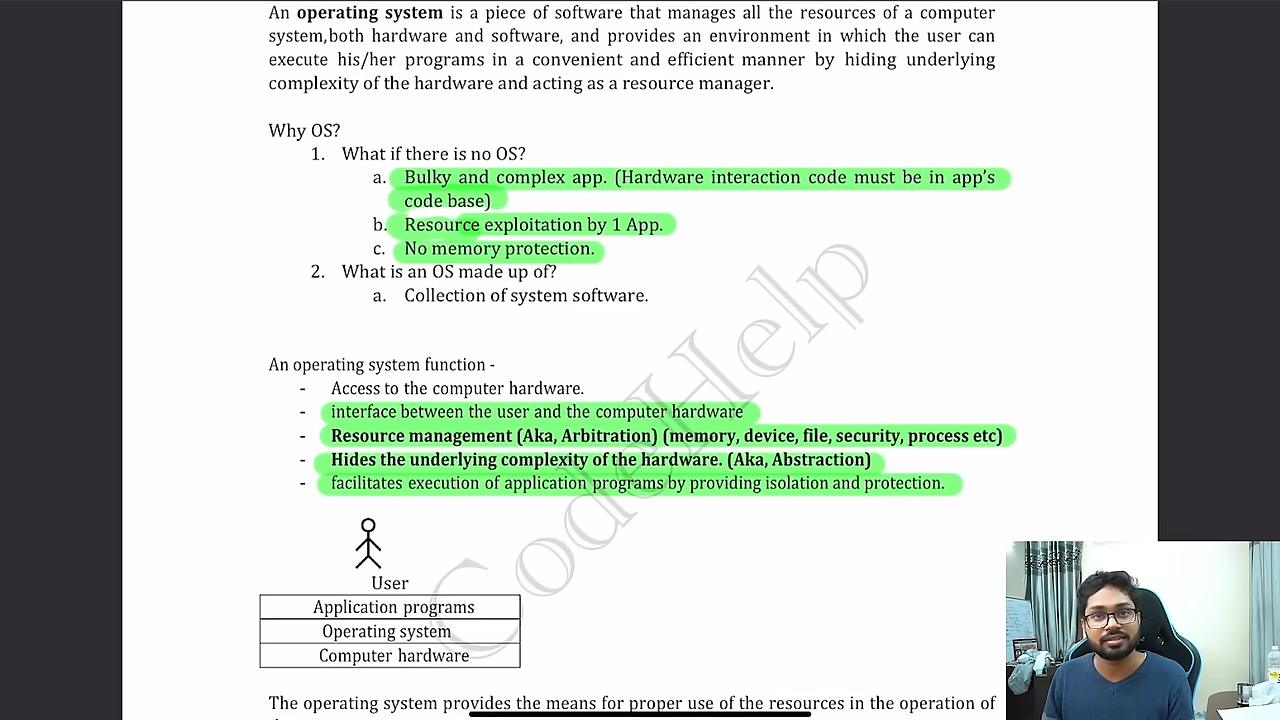 An operating system is a piece of software that manages all the resources of a computer
system,both hardware and software, and provides an environment in which the user can
execute his/her programs in a convenient and efficient manner by hiding underlying
complexity of the hardware and acting as a resource manager.
Why OS?
1. What if there is no OS?
a. Bulky and complex app. (Hardware interaction code must be in app's
code base)
b. Resource exploitation by 1 App.
c. No memory protection.
2. What is an OS made up of?
a. Collection of system software.
An operating system function -
- Access to the computer hardware.
- interface between the user and the computer hardware
- Resource management (Aka, Arbitration) (memory, device, file, security, process etc)
- Hides the underlying complexity of the hardware. (Aka, Abstraction)
- facilitates execution of application programs by providing isolation and protection.
User
Application programs
Operating system
Computer hardware
The operating system provides the means for proper use of the resources in the operation of
CodeHelp